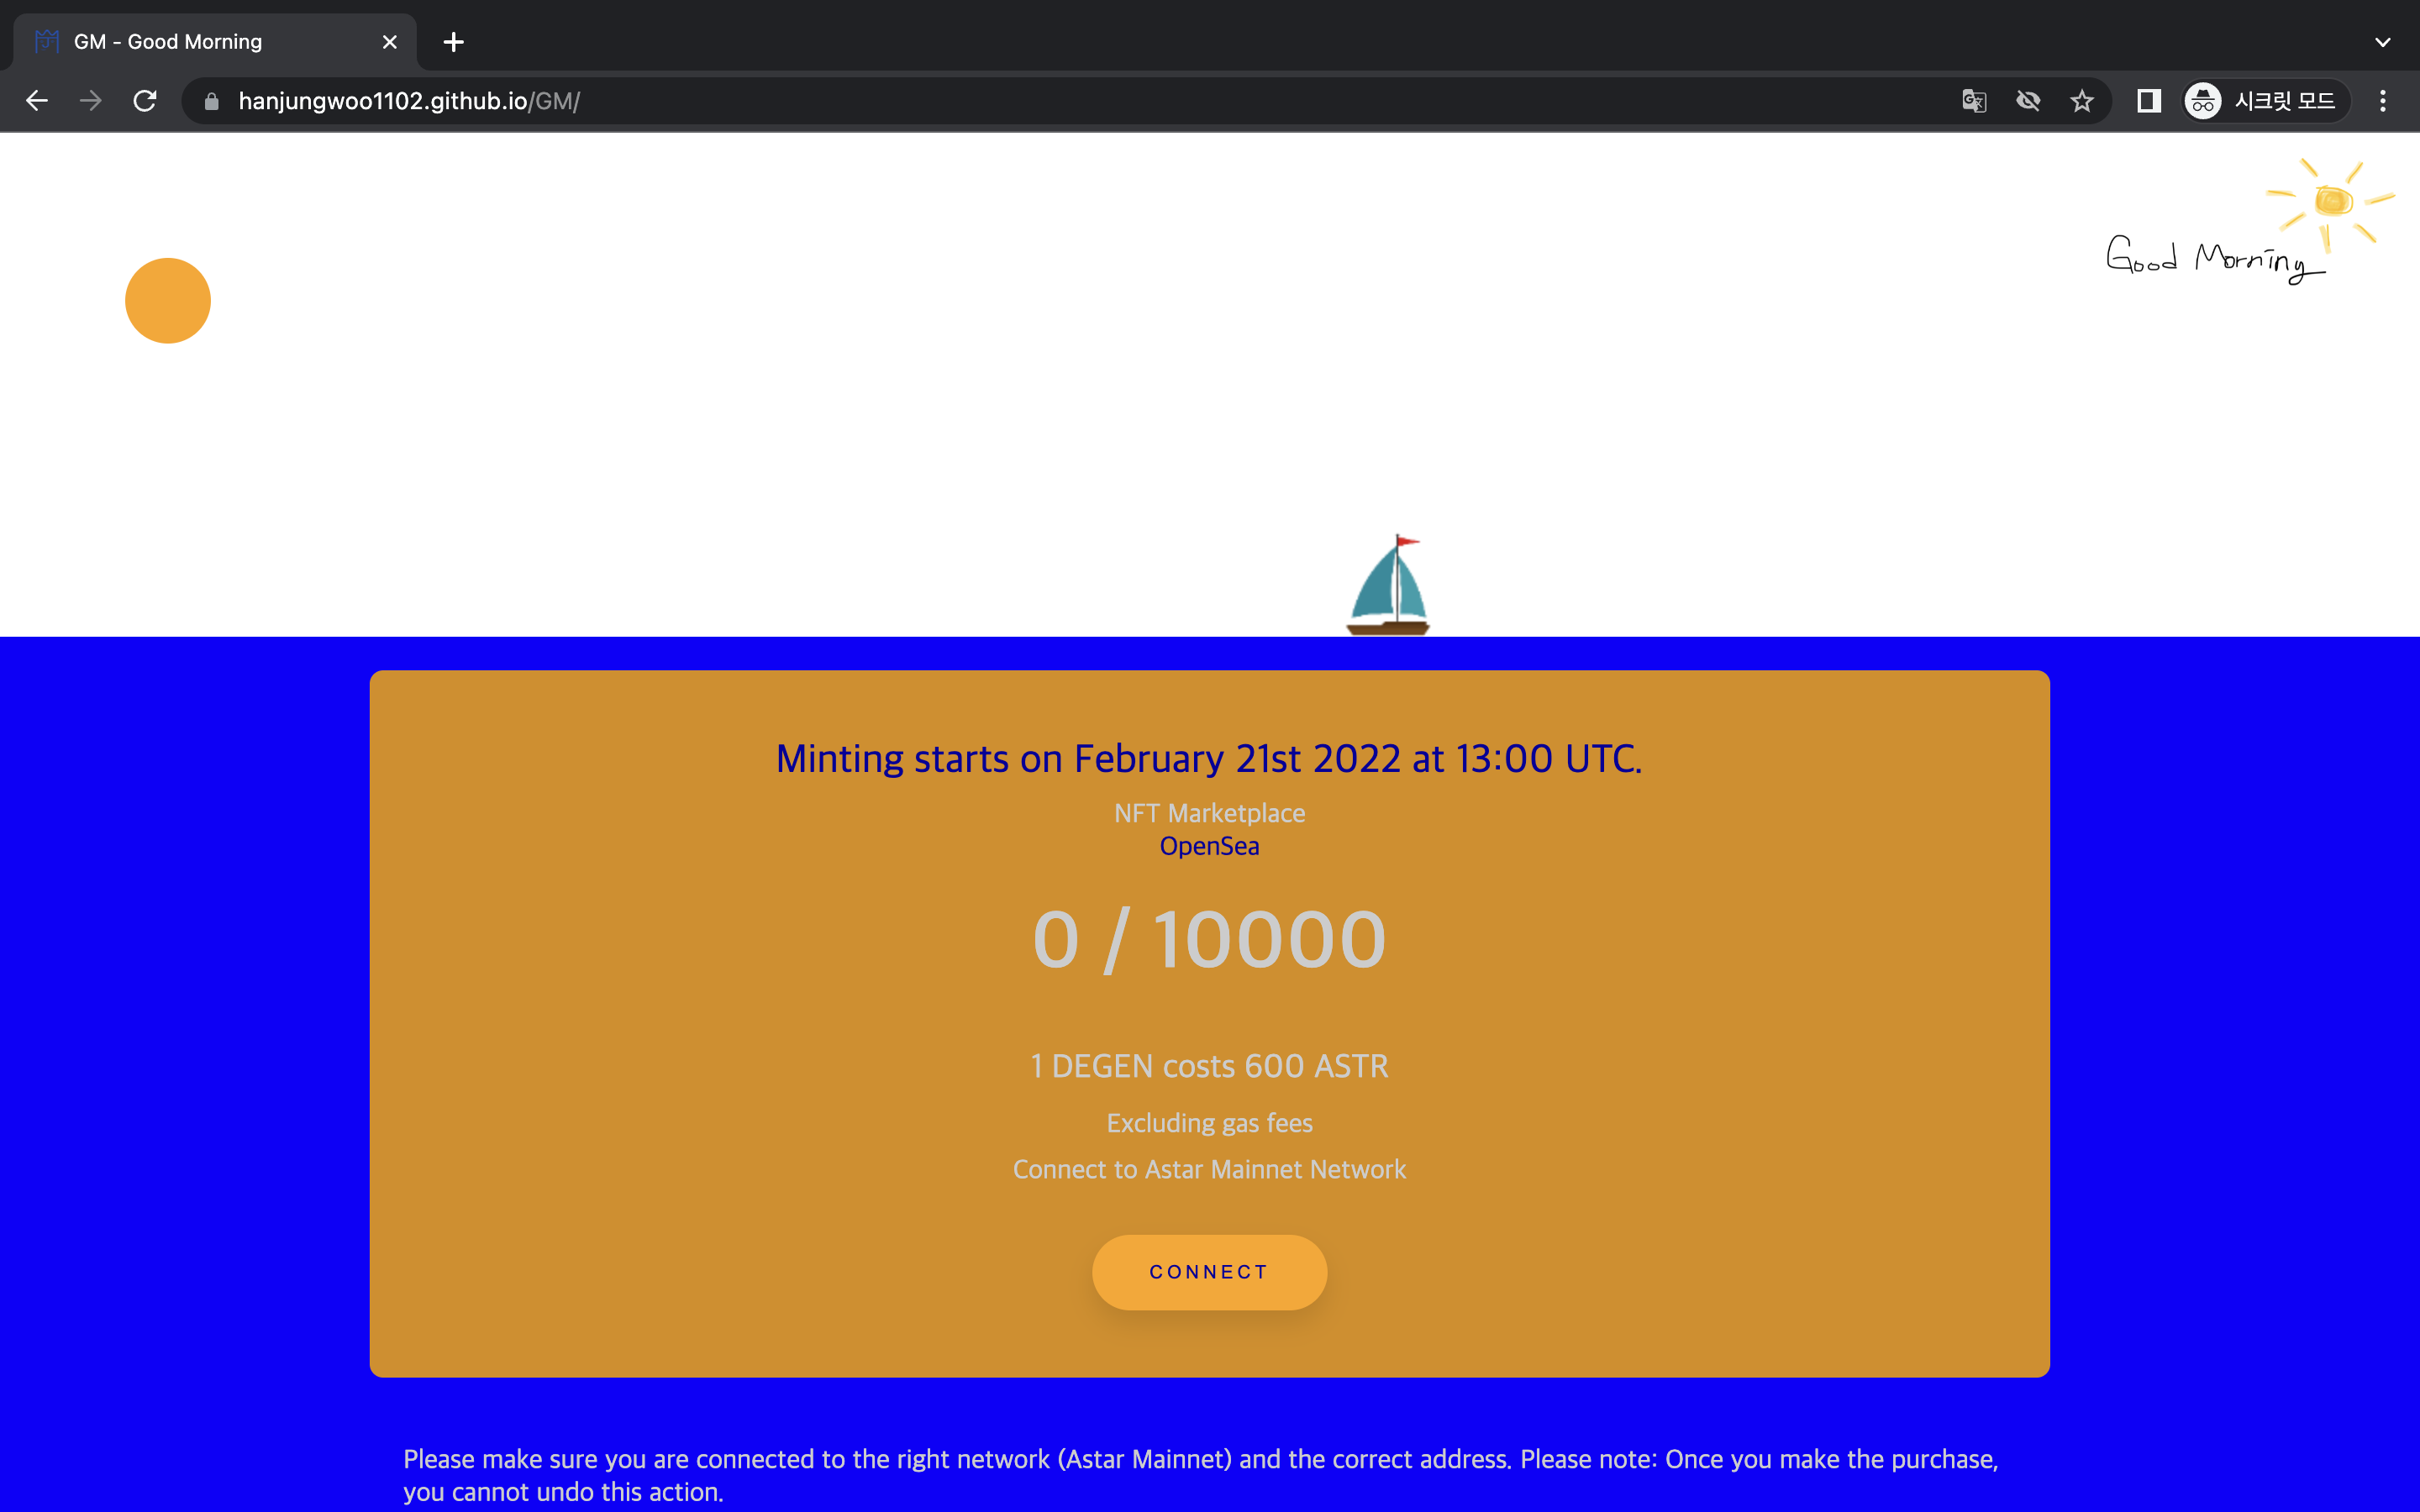 GM - Good Morning
hanjungwoo1102.github.io/GM/
시크릿 모드
Good Morning
Minting starts on February 21st 2022 at 13:00 UTC.
NFT Marketplace
OpenSea
0 / 10000
1 DEGEN costs 600 ASTR
Excluding gas fees
Connect to Astar Mainnet Network
CONNECT
Please make sure you are connected to the right network (Astar Mainnet) and the correct address. Please note: Once you make the purchase,
you cannot undo this action.